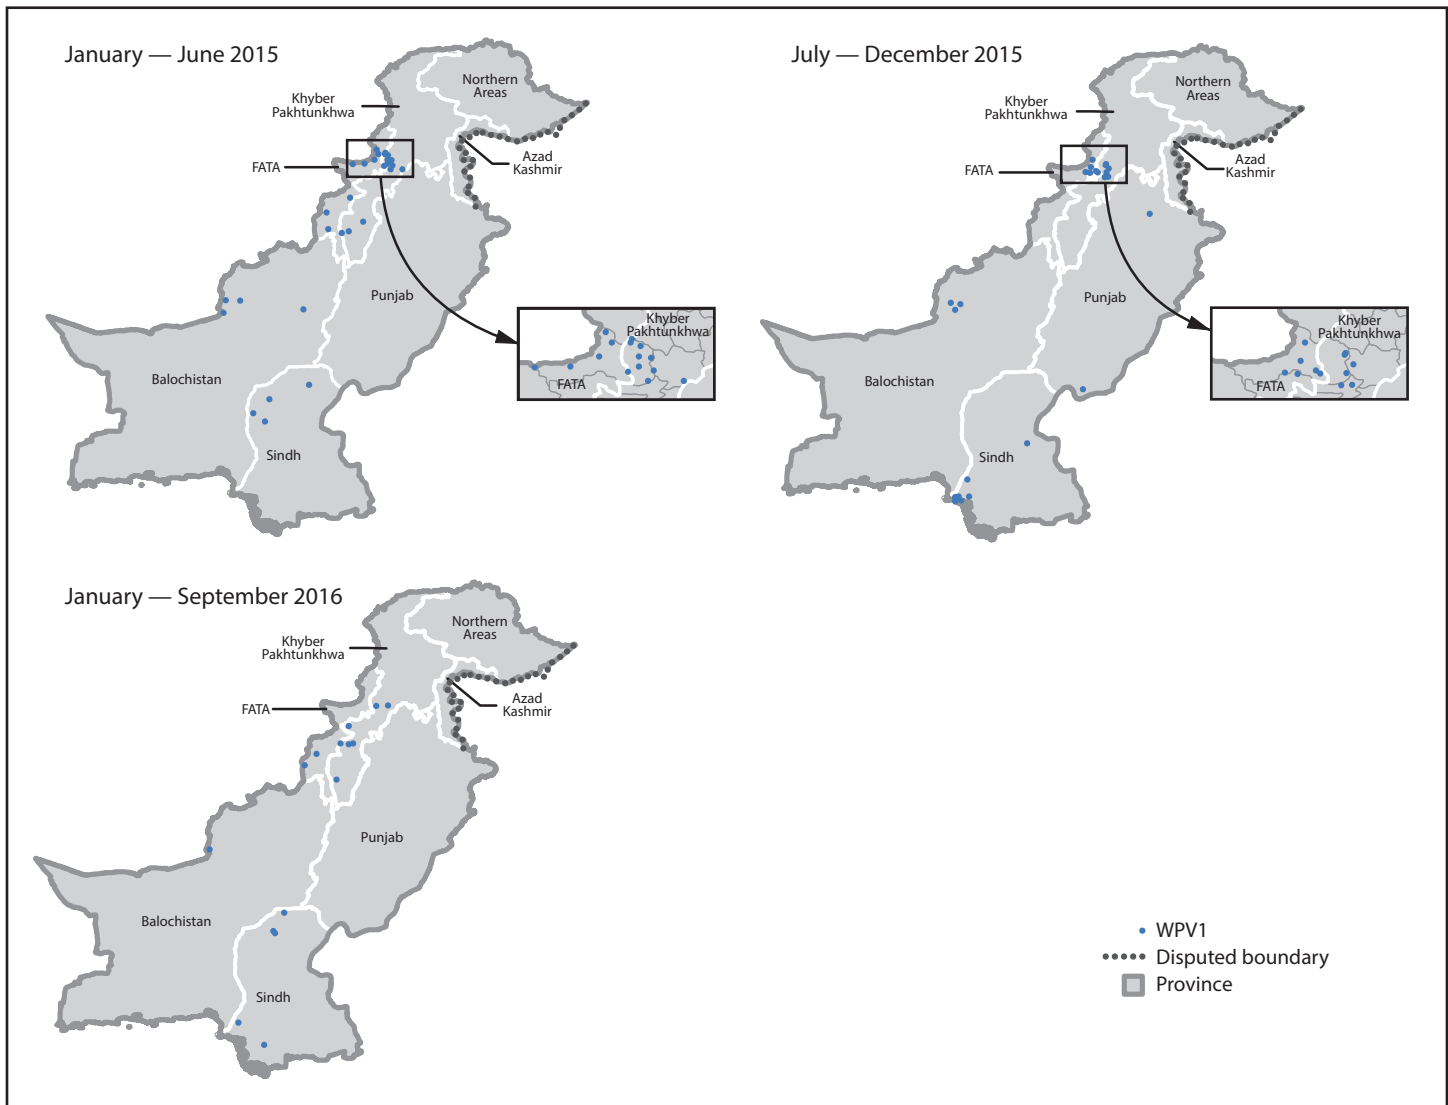 January — June 2015
Northern
Areas
Khyber
Pakhtunkhwa
FATA
Azad
Kashmir
Punjab
Balochistan
Sindh
Khyber
Pakhtunkhwa
FATA
July — December 2015
Northern
Areas
Khyber
Pakhtunkhwa
FATA
Azad
Kashmir
Punjab
Balochistan
Sindh
Khyber
Pakhtunkhwa
FATA
January — September 2016
Northern
Areas
Khyber
Pakhtunkhwa
FATA
Azad
Kashmir
Punjab
Balochistan
Sindh
WPV1
Disputed boundary
Province